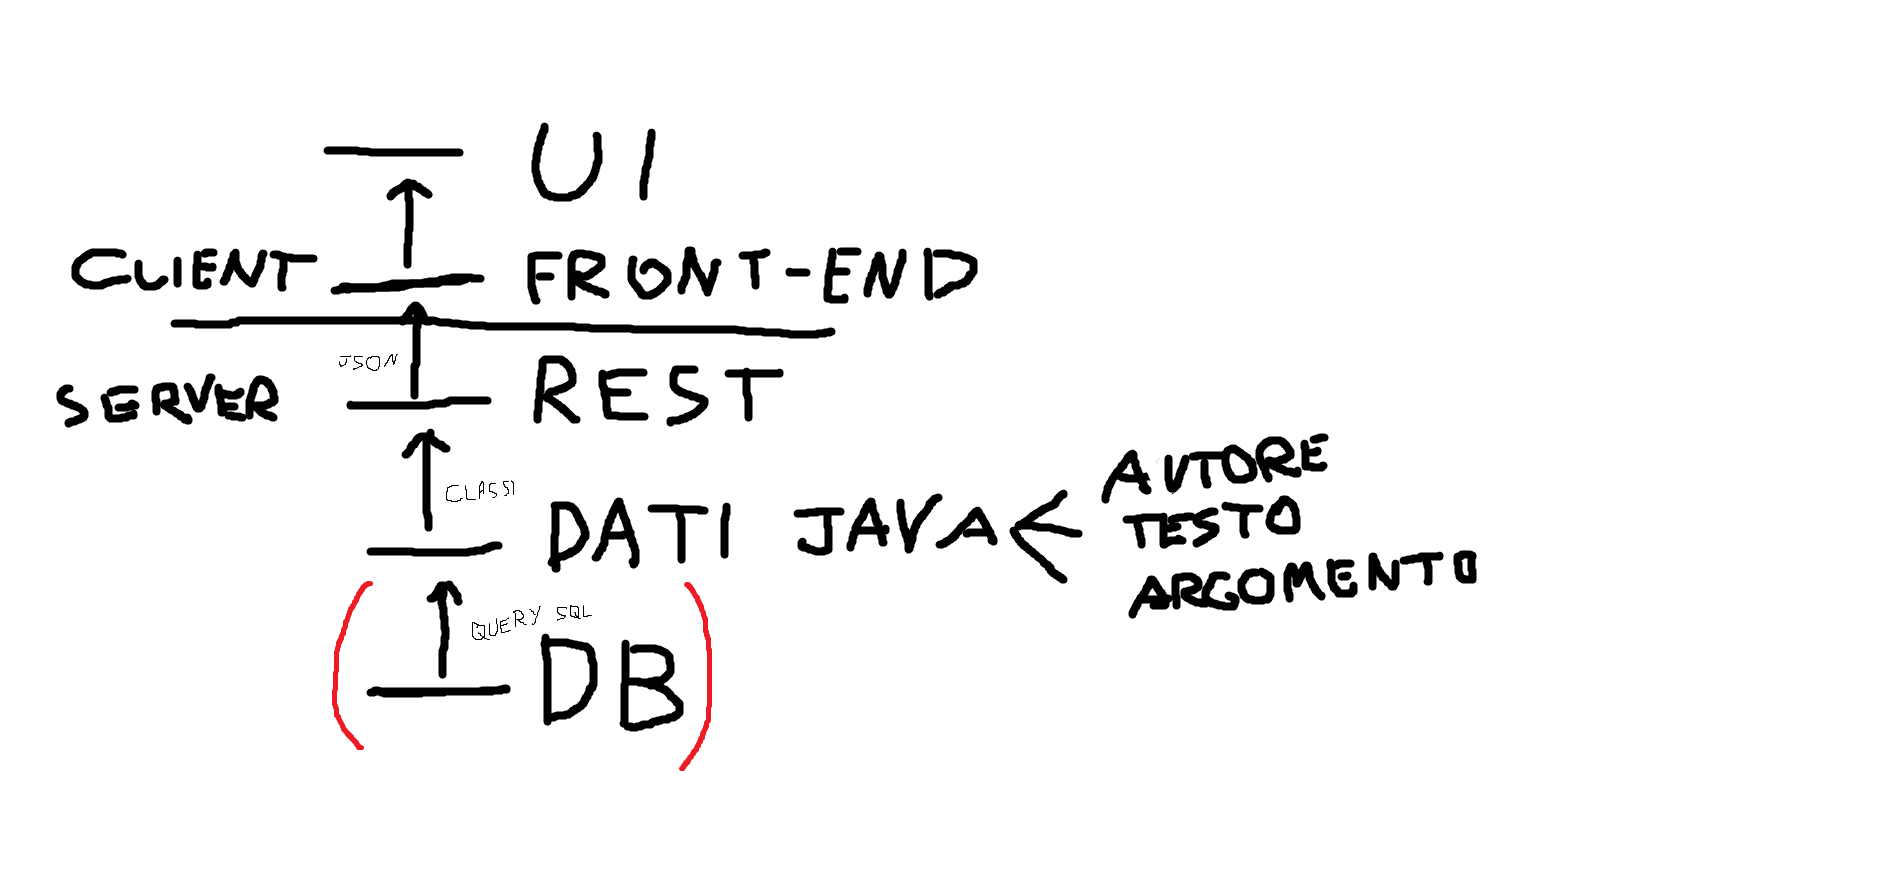 UI
CLIENT FRONT-END
JSON
SERVER REST
CLASSI
DATI JAVA
AUTORE
TESTO
ARGOMENTO
QUERY SQL
DB